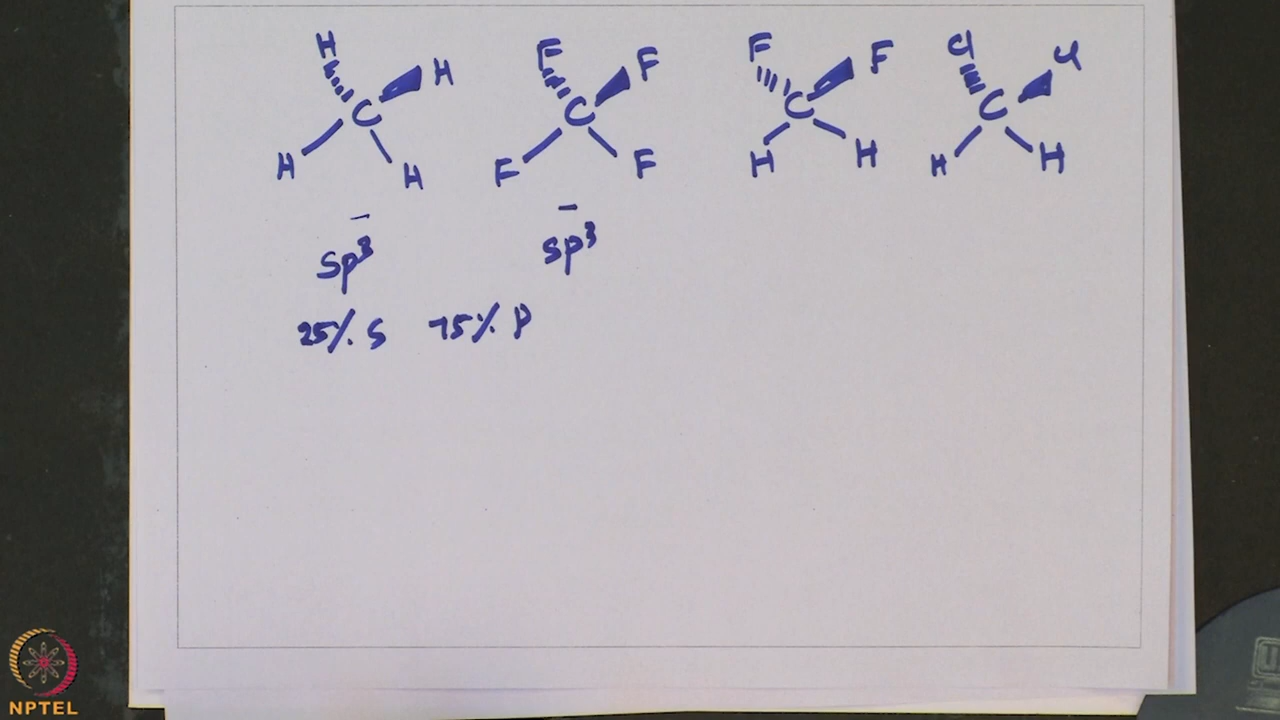 H H F F F F Cl Cl
C C C C
H H F F H H H H
sp³ sp³
25% s 75% p
NPTEL